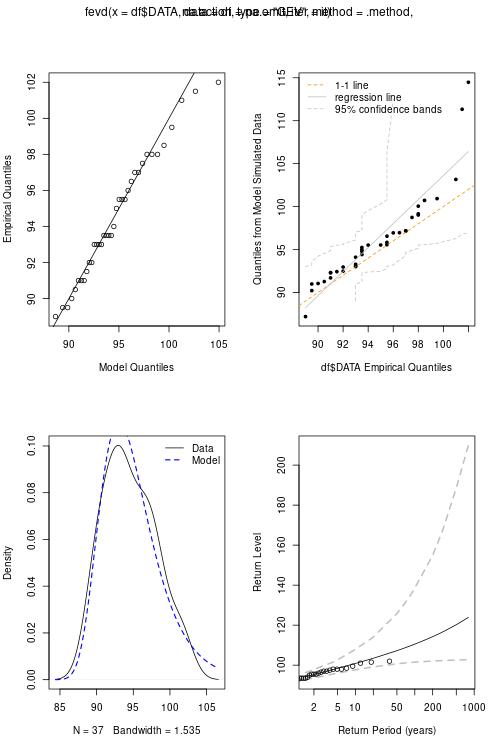 fevd(x = df$DATA,
method = .method,
102
100
98
96
94
92
90
Empirical Quantiles
90 95 100 105
Model Quantiles
1-1 line
regression line
95% confidence bands
115
110
105
100
95
90
Quantiles from Model Simulated Data
90 92 94 96 98 100
df$DATA Empirical Quantiles
Data
Model
0.10
0.08
0.06
0.04
0.02
0.00
Density
85 90 95 100 105
N = 37 Bandwidth = 1.535
200
180
160
140
120
100
Return Level
2 5 10 50 200 1000
Return Period (years)